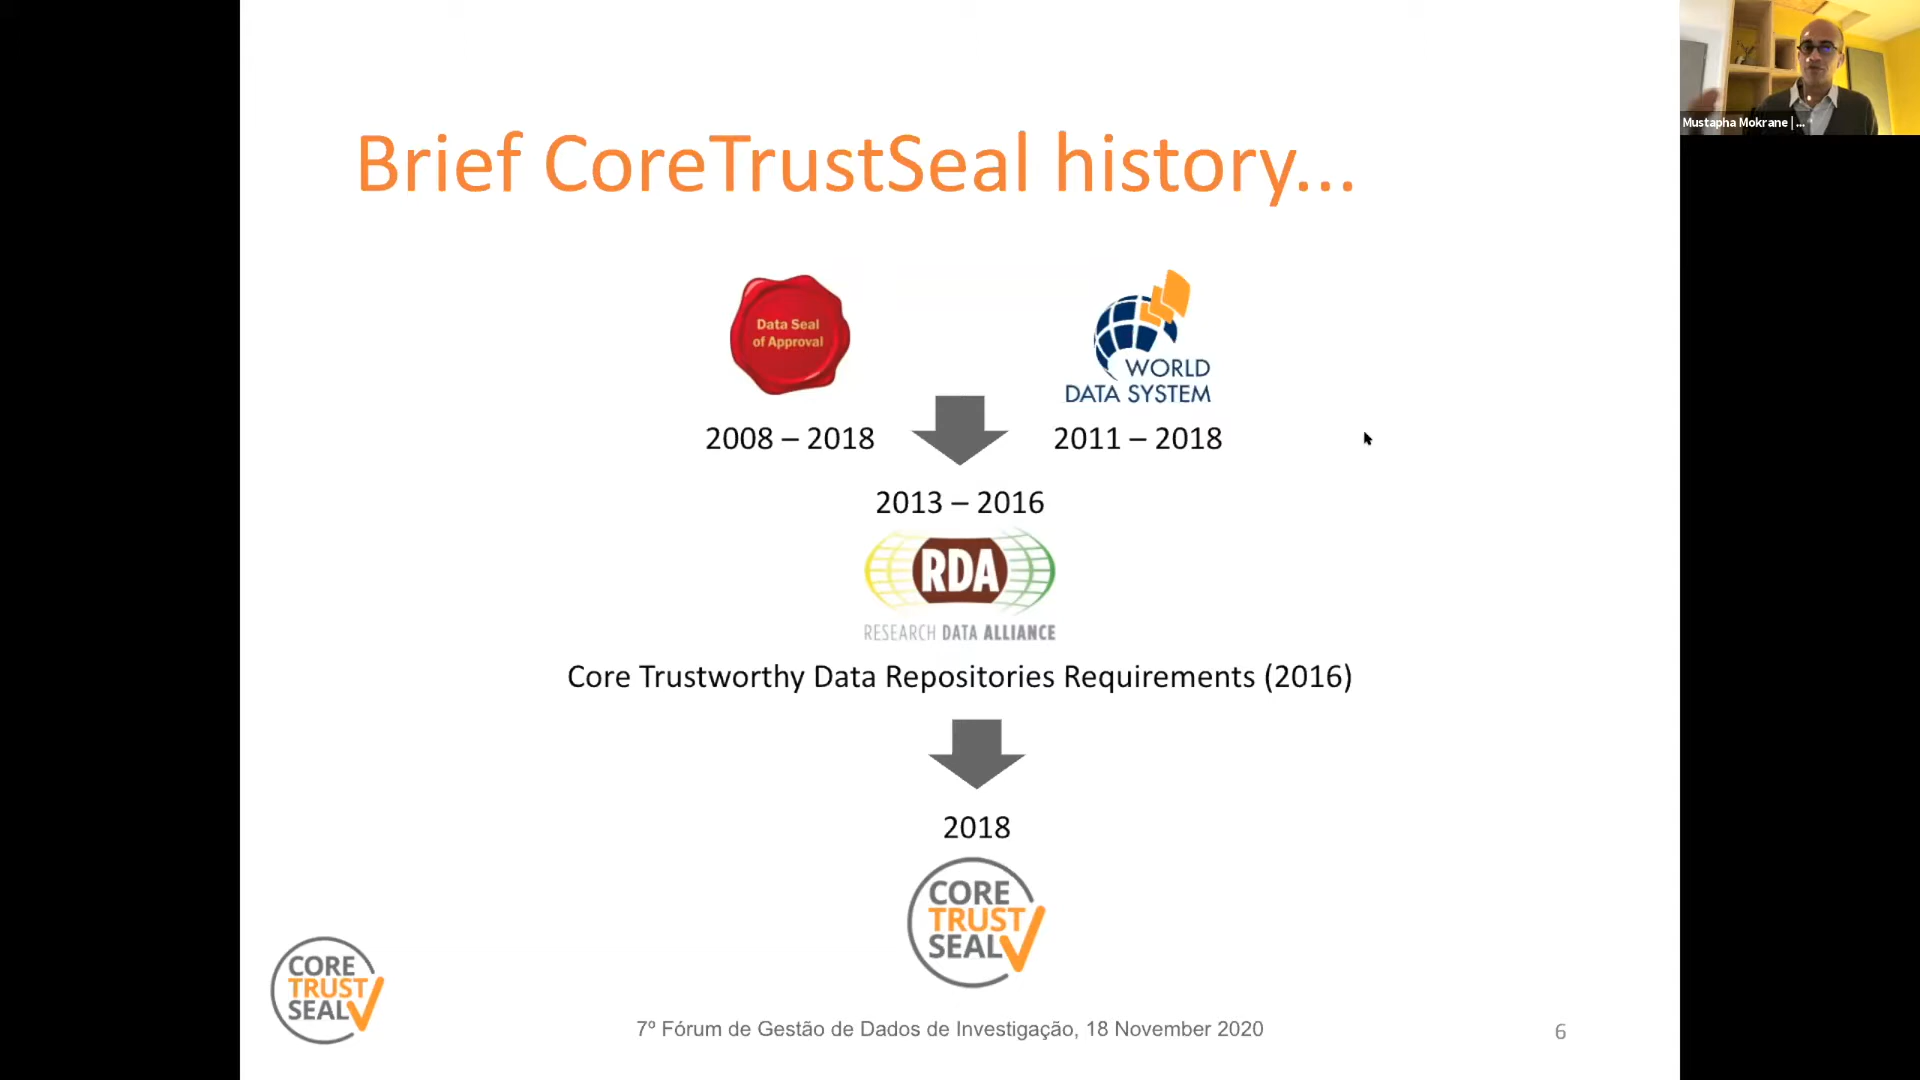 Mustapha Mokrane | ...
Brief CoreTrustSeal history...
Data Seal
of Approval
WORLD
DATA SYSTEM
2008 – 2018
2011 – 2018
2013 – 2016
RDA
RESEARCH DATA ALLIANCE
Core Trustworthy Data Repositories Requirements (2016)
2018
CORE
TRUST
SEAL
CORE
TRUST
SEAL
7º Fórum de Gestão de Dados de Investigação, 18 November 2020
6